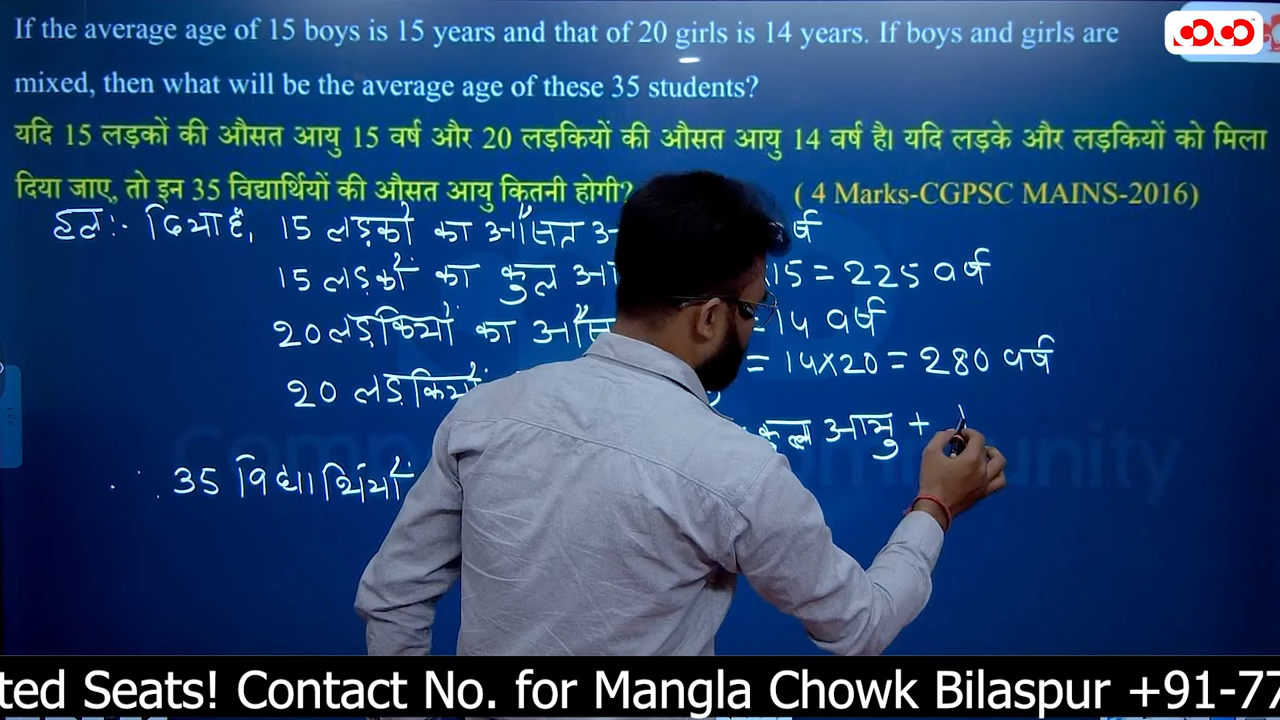 If the average age of 15 boys is 15 years and that of 20 girls is 14 years. If boys and girls are
mixed, then what will be the average age of these 35 students?
यदि 15 लड़कों की औसत आयु 15 वर्ष और 20 लड़कियों की औसत आयु 14 वर्ष है। यदि लड़के और लड़कियों को मिला
दिया जाए, तो इन 35 विद्यार्थियों की औसत आयु कितनी होगी?
( 4 Marks-CGPSC MAINS-2016)
हल:- दिया है, 15 लड़कों का औसत
15 लड़कों का कुल 15 = 225 वर्ष
20 लड़कियों का = 14 वर्ष
20 लड़कियों = 14×20 = 280 वर्ष
कुल आयु +
∴ 35 विद्यार्थियों
ted Seats! Contact No. for Mangla Chowk Bilaspur +91-77